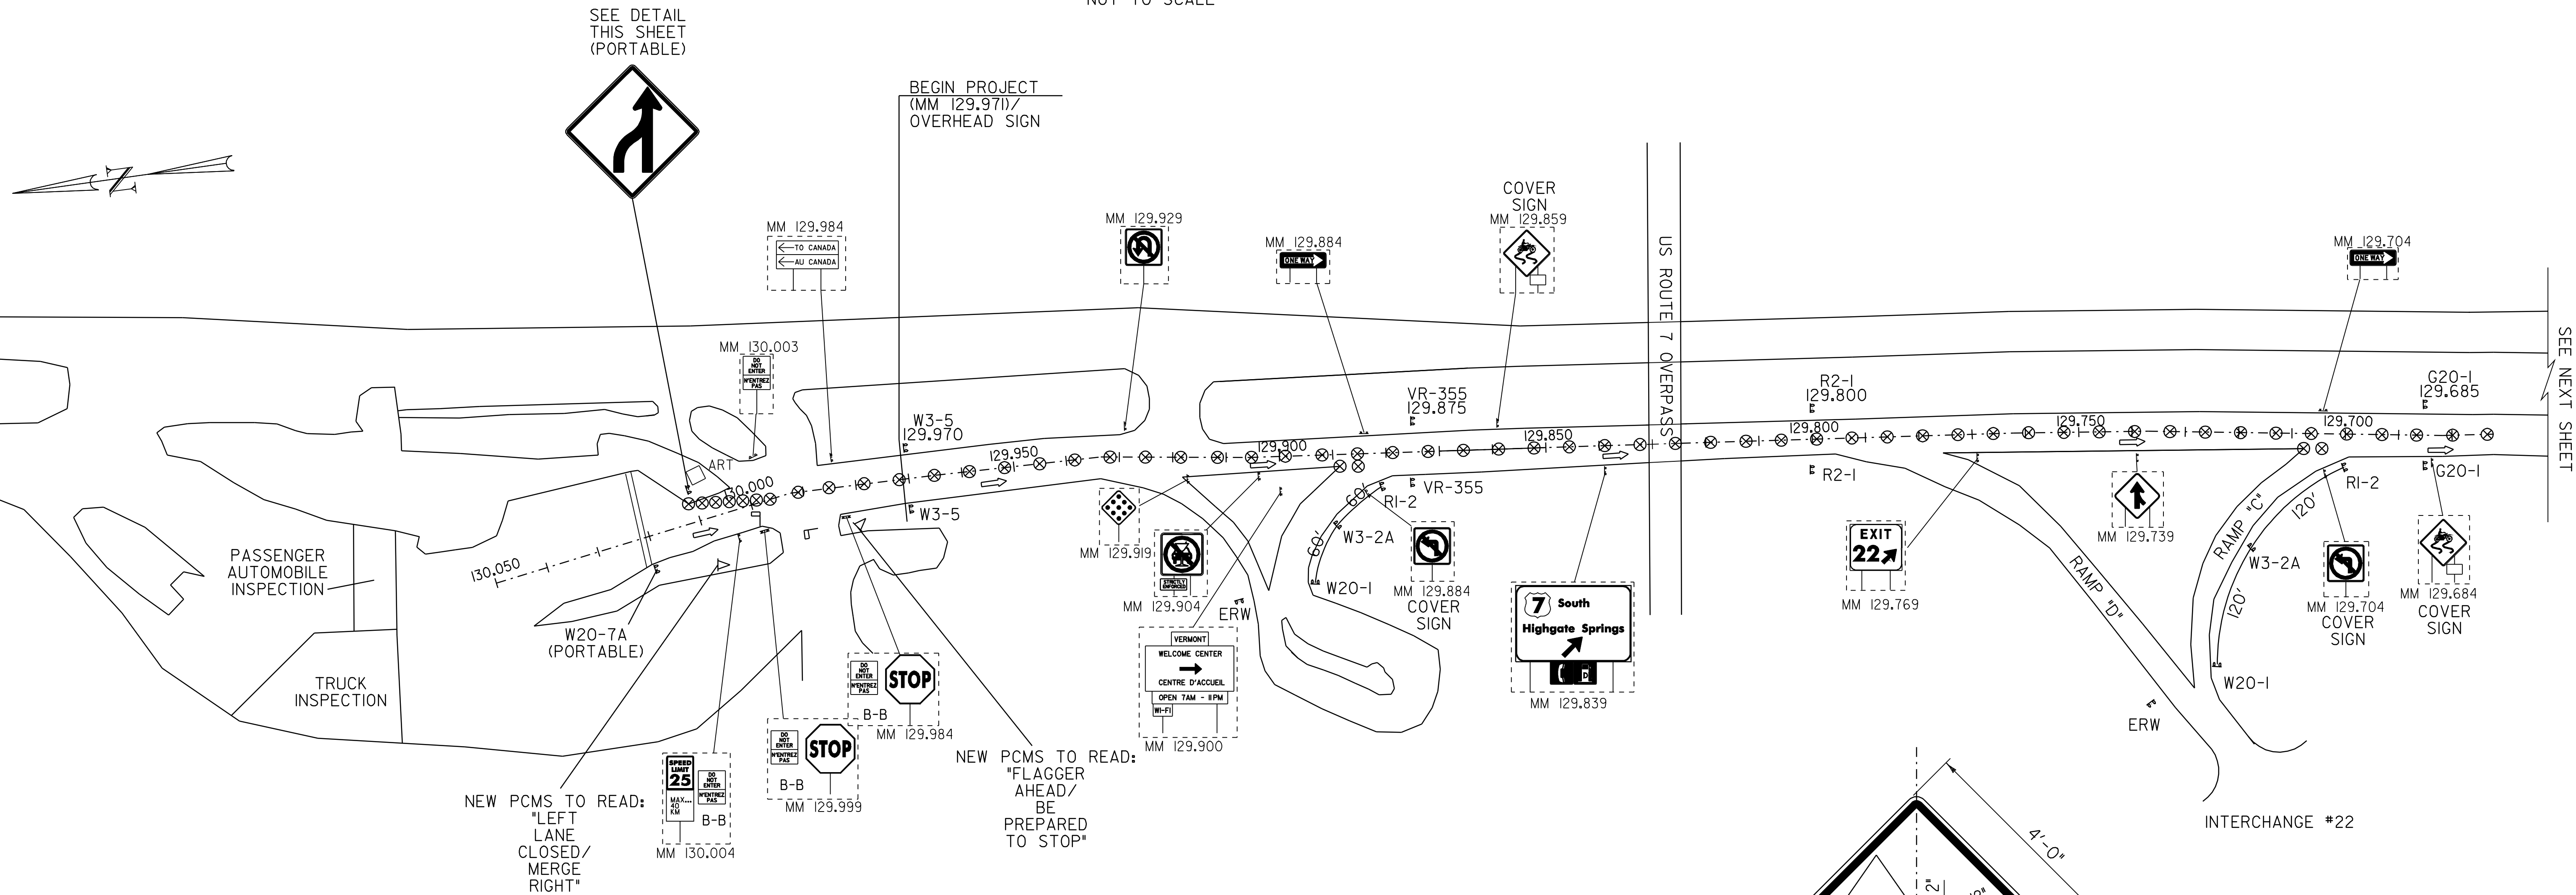 NOT TO SCALE
SEE DETAIL
THIS SHEET
(PORTABLE)
BEGIN PROJECT
(MM 129.971)/
OVERHEAD SIGN
MM 129.984
TO CANADA
AU CANADA
MM 129.929
MM 129.884
ONE WAY
COVER
SIGN
MM 129.859
US ROUTE 7 OVERPASS
MM 129.704
ONE WAY
SEE NEXT SHEET
MM 130.003
DO
NOT
ENTER
N'ENTREZ
PAS
W3-5
129.970
VR-355
129.875
R2-1
129.800
G20-1
129.685
ART
130.050
130.000
129.950
129.900
129.850
129.800
129.750
129.700
W3-5
VR-355
R2-1
G20-1
PASSENGER
AUTOMOBILE
INSPECTION
TRUCK
INSPECTION
W20-7A
(PORTABLE)
MM 129.919
STRICTLY
ENFORCED
MM 129.904
ERW
60'
60'
R1-2
W3-2A
W20-1
MM 129.884
COVER
SIGN
VERMONT
WELCOME CENTER
CENTRE D'ACCUEIL
OPEN 7AM - 11PM
WI-FI
MM 129.900
7 South
Highgate Springs
MM 129.839
EXIT
22
MM 129.769
MM 129.739
RAMP "D"
RAMP "C"
120'
120'
R1-2
W3-2A
W20-1
ERW
MM 129.704
COVER
SIGN
MM 129.684
COVER
SIGN
INTERCHANGE #22
DO
NOT
ENTER
N'ENTREZ
PAS
STOP
B-B
MM 129.984
DO
NOT
ENTER
N'ENTREZ
PAS
STOP
B-B
MM 129.999
SPEED
LIMIT
25
MAX...
40
KM
DO
NOT
ENTER
N'ENTREZ
PAS
B-B
MM 130.004
NEW PCMS TO READ:
"LEFT
LANE
CLOSED/
MERGE
RIGHT"
NEW PCMS TO READ:
"FLAGGER
AHEAD/
BE
PREPARED
TO STOP"
4'-0"